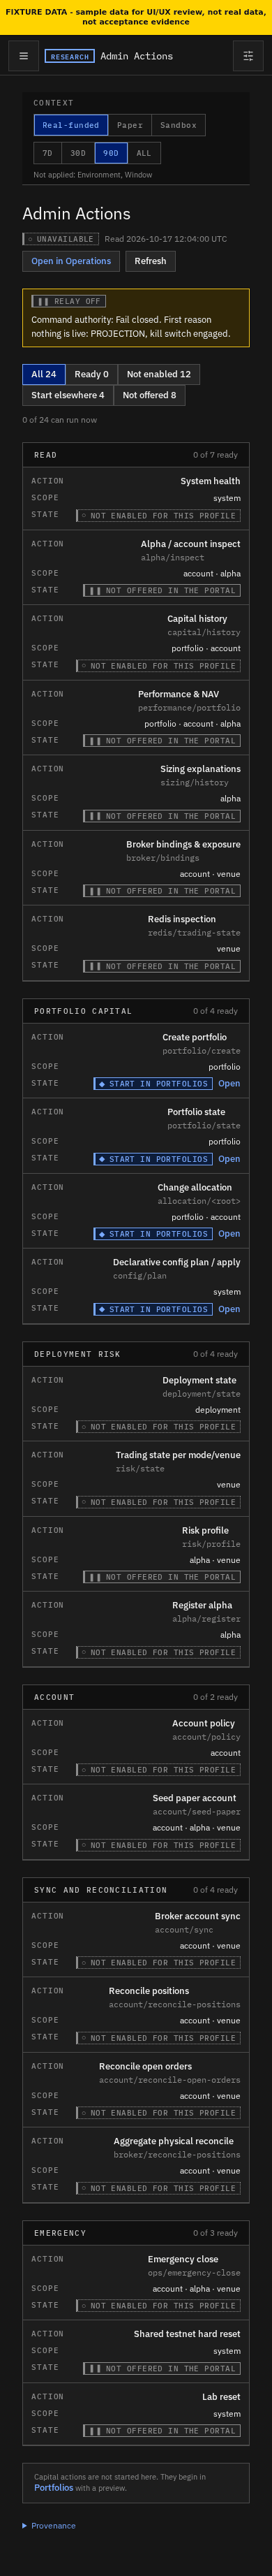 FIXTURE DATA - sample data for UI/UX review, not real data,
not acceptance evidence
RESEARCH Admin Actions
CONTEXT
Real-funded Paper Sandbox
7D 30D 90D ALL
Not applied: Environment, Window
Admin Actions
UNAVAILABLE Read 2026-10-17 12:04:00 UTC
Open in Operations Refresh
RELAY OFF
Command authority: Fail closed. First reason
nothing is live: PROJECTION, kill switch engaged.
All 24 Ready 0 Not enabled 12
Start elsewhere 4 Not offered 8
0 of 24 can run now
READ 0 of 7 ready
ACTION System health
SCOPE system
STATE NOT ENABLED FOR THIS PROFILE
ACTION Alpha / account inspect
alpha/inspect
SCOPE account · alpha
STATE NOT OFFERED IN THE PORTAL
ACTION Capital history
capital/history
SCOPE portfolio · account
STATE NOT ENABLED FOR THIS PROFILE
ACTION Performance & NAV
performance/portfolio
SCOPE portfolio · account · alpha
STATE NOT OFFERED IN THE PORTAL
ACTION Sizing explanations
sizing/history
SCOPE alpha
STATE NOT OFFERED IN THE PORTAL
ACTION Broker bindings & exposure
broker/bindings
SCOPE account · venue
STATE NOT OFFERED IN THE PORTAL
ACTION Redis inspection
redis/trading-state
SCOPE venue
STATE NOT OFFERED IN THE PORTAL
PORTFOLIO CAPITAL 0 of 4 ready
ACTION Create portfolio
portfolio/create
SCOPE portfolio
STATE START IN PORTFOLIOS Open
ACTION Portfolio state
portfolio/state
SCOPE portfolio
STATE START IN PORTFOLIOS Open
ACTION Change allocation
allocation/<root>
SCOPE portfolio · account
STATE START IN PORTFOLIOS Open
ACTION Declarative config plan / apply
config/plan
SCOPE system
STATE START IN PORTFOLIOS Open
DEPLOYMENT RISK 0 of 4 ready
ACTION Deployment state
deployment/state
SCOPE deployment
STATE NOT ENABLED FOR THIS PROFILE
ACTION Trading state per mode/venue
risk/state
SCOPE venue
STATE NOT ENABLED FOR THIS PROFILE
ACTION Risk profile
risk/profile
SCOPE alpha · venue
STATE NOT OFFERED IN THE PORTAL
ACTION Register alpha
alpha/register
SCOPE alpha
STATE NOT ENABLED FOR THIS PROFILE
ACCOUNT 0 of 2 ready
ACTION Account policy
account/policy
SCOPE account
STATE NOT ENABLED FOR THIS PROFILE
ACTION Seed paper account
account/seed-paper
SCOPE account · alpha · venue
STATE NOT ENABLED FOR THIS PROFILE
SYNC AND RECONCILIATION 0 of 4 ready
ACTION Broker account sync
account/sync
SCOPE account · venue
STATE NOT ENABLED FOR THIS PROFILE
ACTION Reconcile positions
account/reconcile-positions
SCOPE account · venue
STATE NOT ENABLED FOR THIS PROFILE
ACTION Reconcile open orders
account/reconcile-open-orders
SCOPE account · venue
STATE NOT ENABLED FOR THIS PROFILE
ACTION Aggregate physical reconcile
broker/reconcile-positions
SCOPE account · venue
STATE NOT ENABLED FOR THIS PROFILE
EMERGENCY 0 of 3 ready
ACTION Emergency close
ops/emergency-close
SCOPE account · alpha · venue
STATE NOT ENABLED FOR THIS PROFILE
ACTION Shared testnet hard reset
SCOPE system
STATE NOT OFFERED IN THE PORTAL
ACTION Lab reset
SCOPE system
STATE NOT OFFERED IN THE PORTAL
Capital actions are not started here. They begin in
Portfolios with a preview.
Provenance